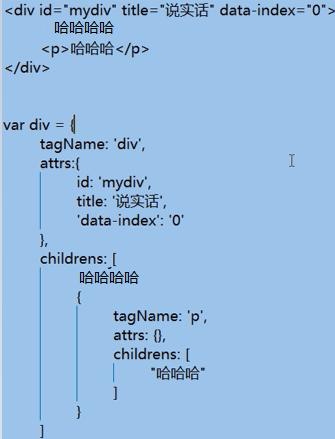 <div id="mydiv" title="说实话" data-index="0">
哈哈哈哈
<p>哈哈哈</p>
</div>
var div = {
tagName: 'div',
attrs:{
id: 'mydiv',
title: '说实话',
'data-index': '0'
},
childrens: [
哈哈哈哈
{
tagName: 'p',
attrs: {},
childrens: [
"哈哈哈"
]
}
]